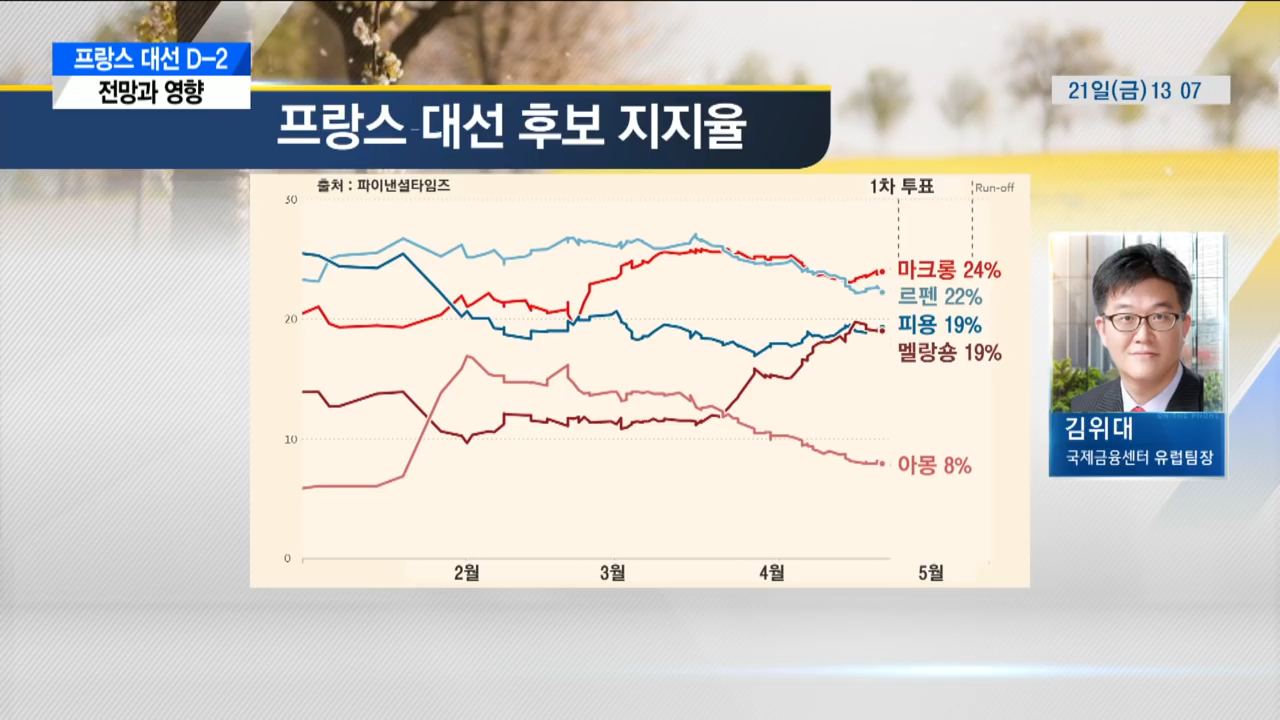 프랑스 대선 D-2
전망과 영향
21일(금) 13 07
프랑스 대선 후보 지지율
출처 : 파이낸셜타임즈
1차 투표
Run-off
30
20
10
0
마크롱 24%
르펜 22%
피용 19%
멜랑숑 19%
아몽 8%
2월
3월
4월
5월
ON THE PHONE
김위대
국제금융센터 유럽팀장